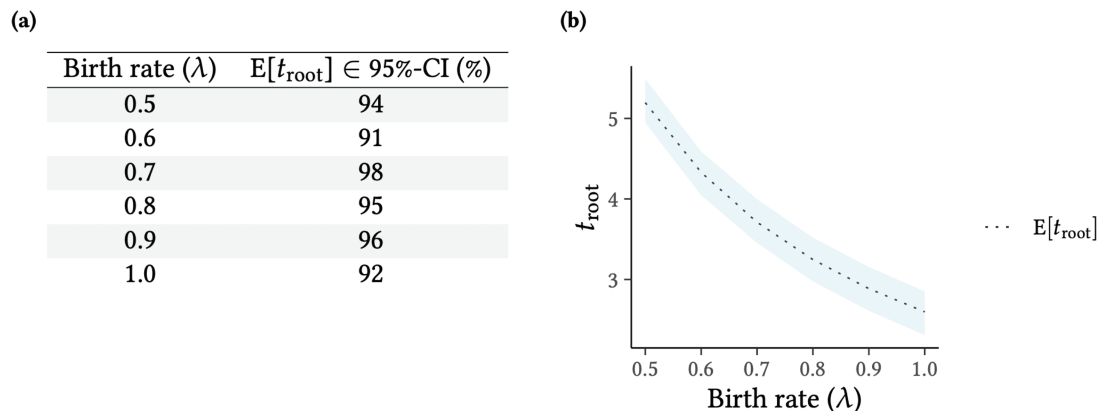 (a)
Birth rate (λ) E[t_root] ∈ 95%-CI (%)
0.5 94
0.6 91
0.7 98
0.8 95
0.9 96
1.0 92
(b)
5
4
3
t_root
0.5 0.6 0.7 0.8 0.9 1.0
Birth rate (λ)
E[t_root]